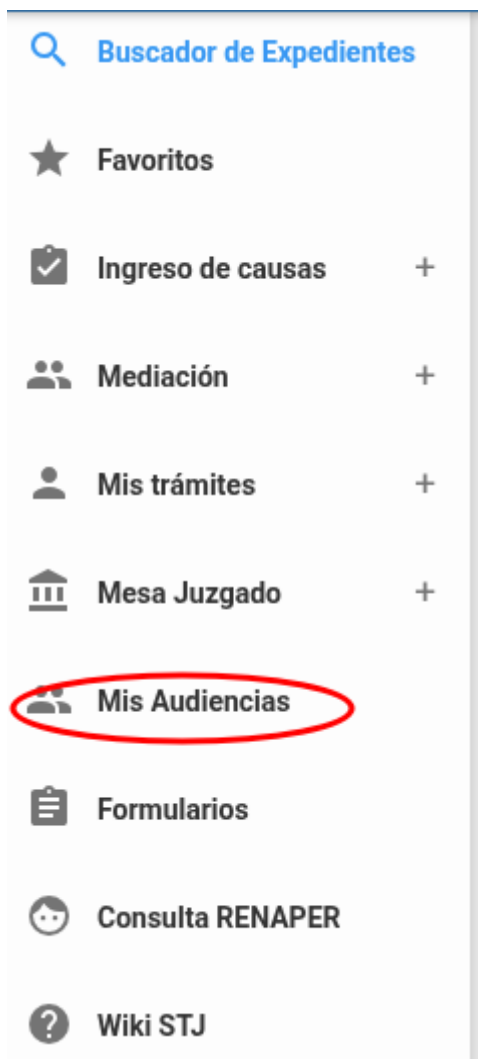 Buscador de Expedientes
Favoritos
Ingreso de causas +
Mediación +
Mis trámites +
Mesa Juzgado +
Mis Audiencias
Formularios
Consulta RENAPER
Wiki STJ